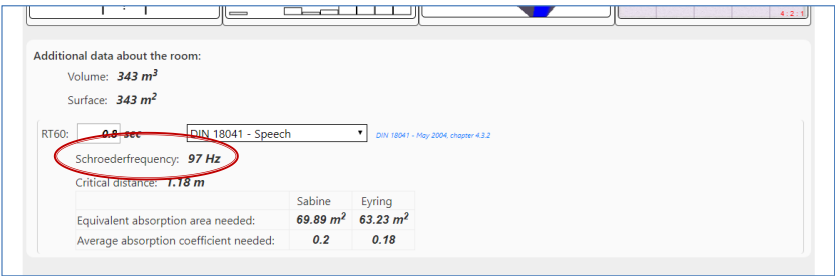 4:2:1
Additional data about the room:
Volume: 343 m³
Surface: 343 m²
RT60: 0.8 sec DIN 18041 - Speech DIN 18041 - May 2004, chapter 4.3.2
Schroederfrequency: 97 Hz
Critical distance: 1.18 m
Sabine Eyring
Equivalent absorption area needed: 69.89 m² 63.23 m²
Average absorption coefficient needed: 0.2 0.18